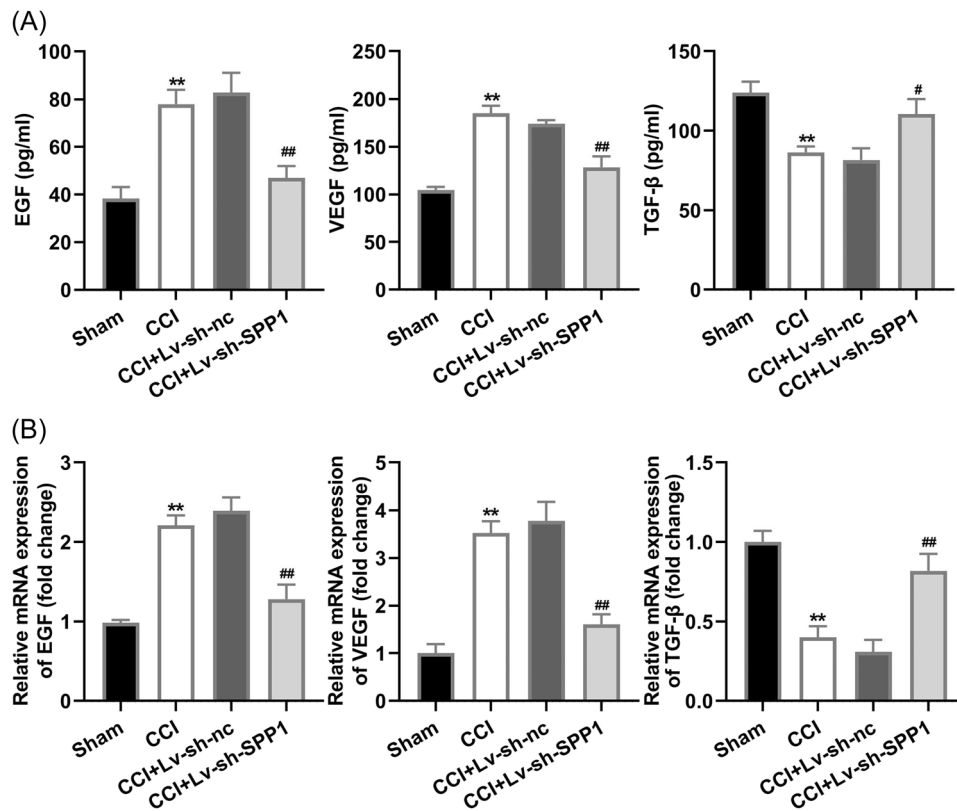 (A)
EGF (pg/ml)
100
80
60
40
20
0
**
##
Sham
CCI
CCI+Lv-sh-nc
CCI+Lv-sh-SPP1
VEGF (pg/ml)
250
200
150
100
50
0
**
##
Sham
CCI
CCI+Lv-sh-nc
CCI+Lv-sh-SPP1
TGF-β (pg/ml)
150
100
50
0
**
#
Sham
CCI
CCI+Lv-sh-nc
CCI+Lv-sh-SPP1
(B)
Relative mRNA expression
of EGF (fold change)
3
2
1
0
**
##
Sham
CCI
CCI+Lv-sh-nc
CCI+Lv-sh-SPP1
Relative mRNA expression
of VEGF (fold change)
5
4
3
2
1
0
**
##
Sham
CCI
CCI+Lv-sh-nc
CCI+Lv-sh-SPP1
Relative mRNA expression
of TGF-β (fold change)
1.5
1.0
0.5
0.0
**
##
Sham
CCI
CCI+Lv-sh-nc
CCI+Lv-sh-SPP1